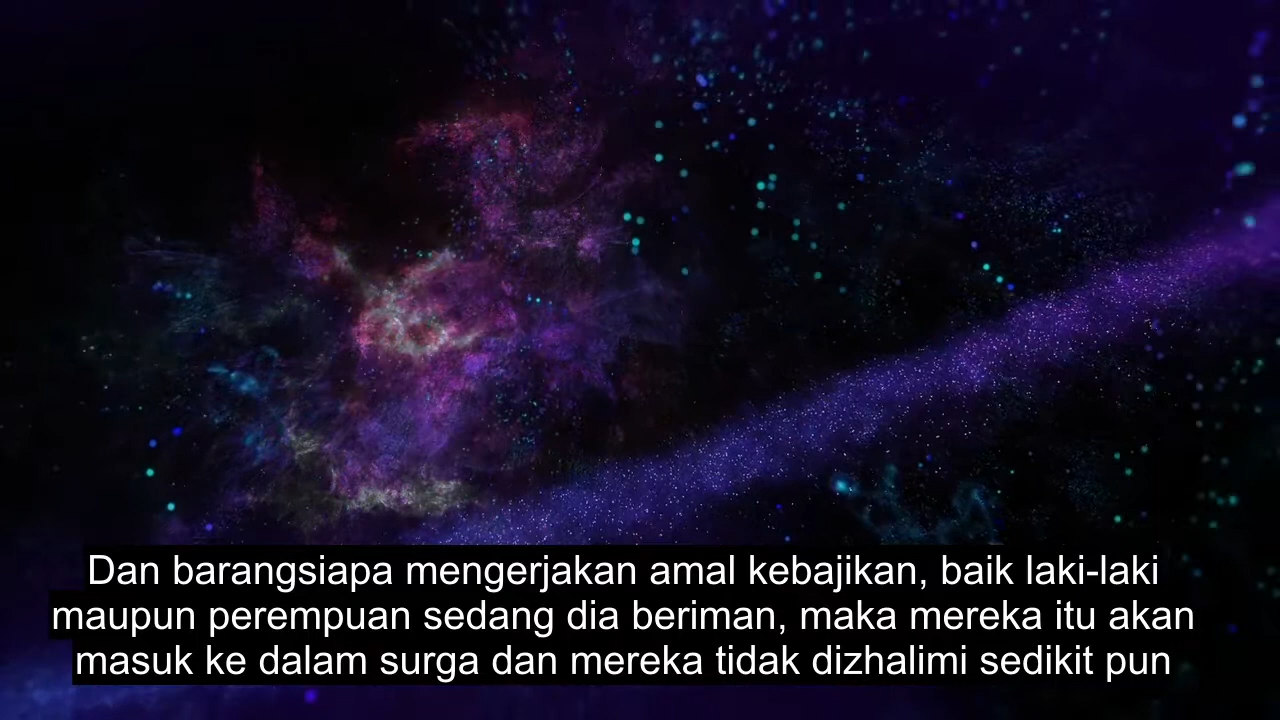 Dan barangsiapa mengerjakan amal kebajikan, baik laki-laki
maupun perempuan sedang dia beriman, maka mereka itu akan
masuk ke dalam surga dan mereka tidak dizhalimi sedikit pun